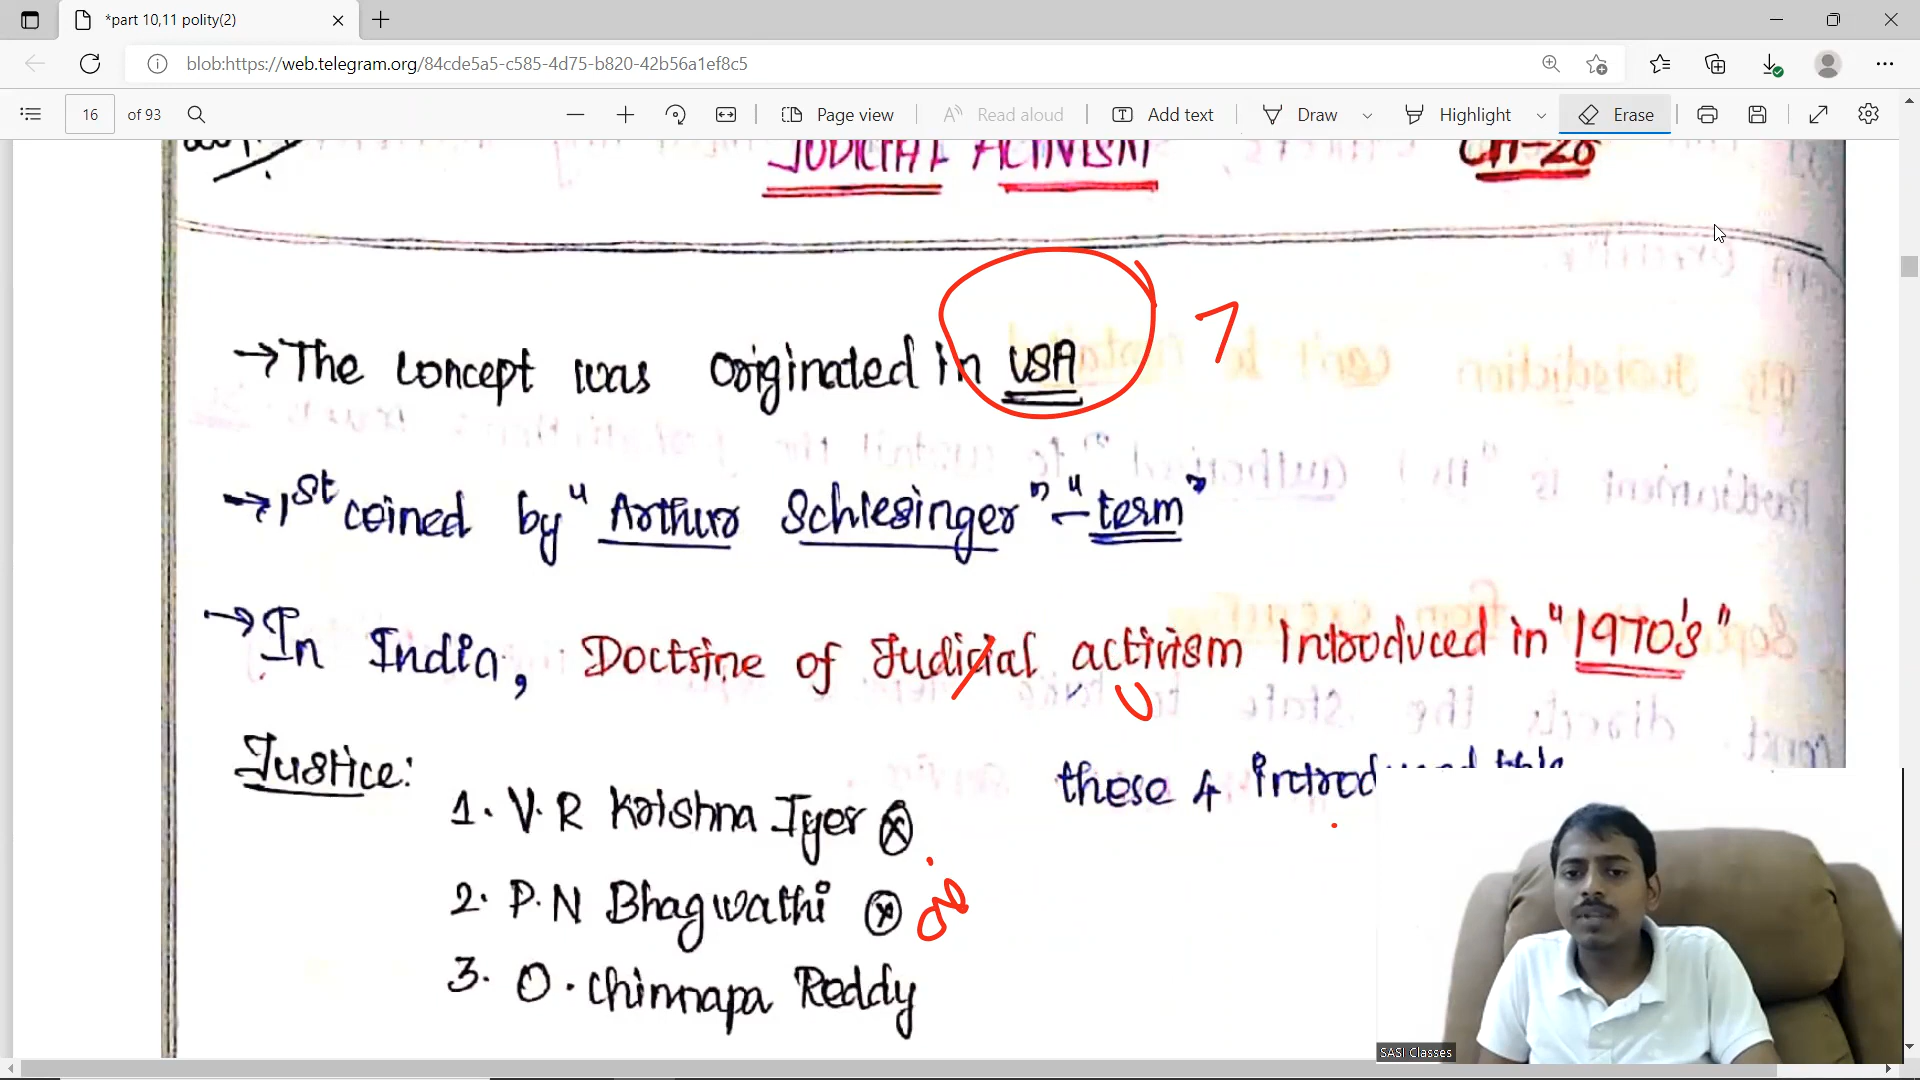 *part 10,11 polity(2)
blob:https://web.telegram.org/84cde5a5-c585-4d75-b820-42b56a1ef8c5
16 of 93 Page view Read aloud Add text Draw Highlight Erase
JUDICIAL ACTIVISM CH-28
→ The concept was originated in USA
→ 1st coined by "Arthur Schlesinger" - "term"
→ In India, Doctrine of Judicial activism Introduced in "1970's"
Justice:
these 4 introduced this
1. V. R Krishna Iyer
2. P. N Bhagwathi
3. O. Chinnapa Reddy
SASI Classes